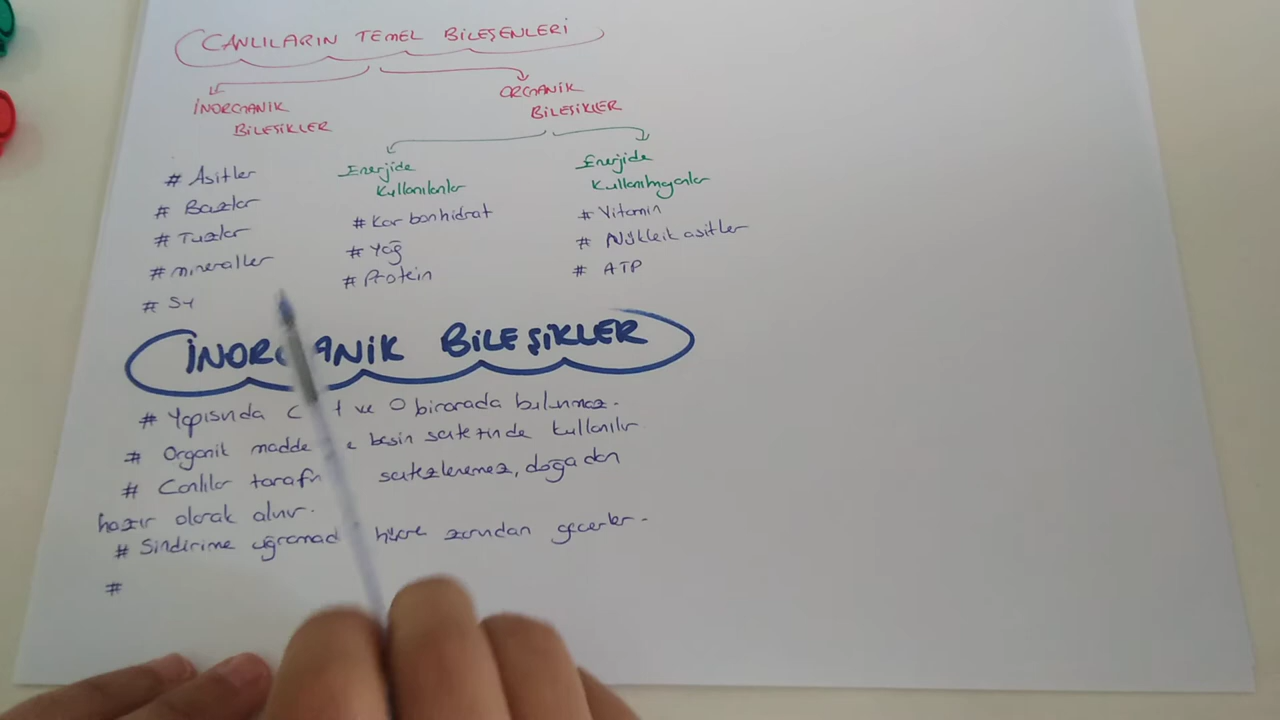 CANLILARIN TEMEL BİLEŞENLERİ
İNORGANİK
BİLEŞİKLER
ORGANİK
BİLEŞİKLER
# Asitler
# Bazlar
# Tuzlar
# mineraller
# Su
Enerjide
Kullanılanlar
# Karbonhidrat
# Yağ
# Protein
Enerjide
Kullanılmayanlar
# Vitamin
# Nükleik asitler
# ATP
İNORGANİK BİLEŞİKLER
# Yapısında C ve O birarada bulunmaz.
# Organik madde besin sentezinde kullanılır
# Canlılar sentezlenemez, doğadan
hazır olarak alınır.
# Sindirime hücre zarından geçerler.
#